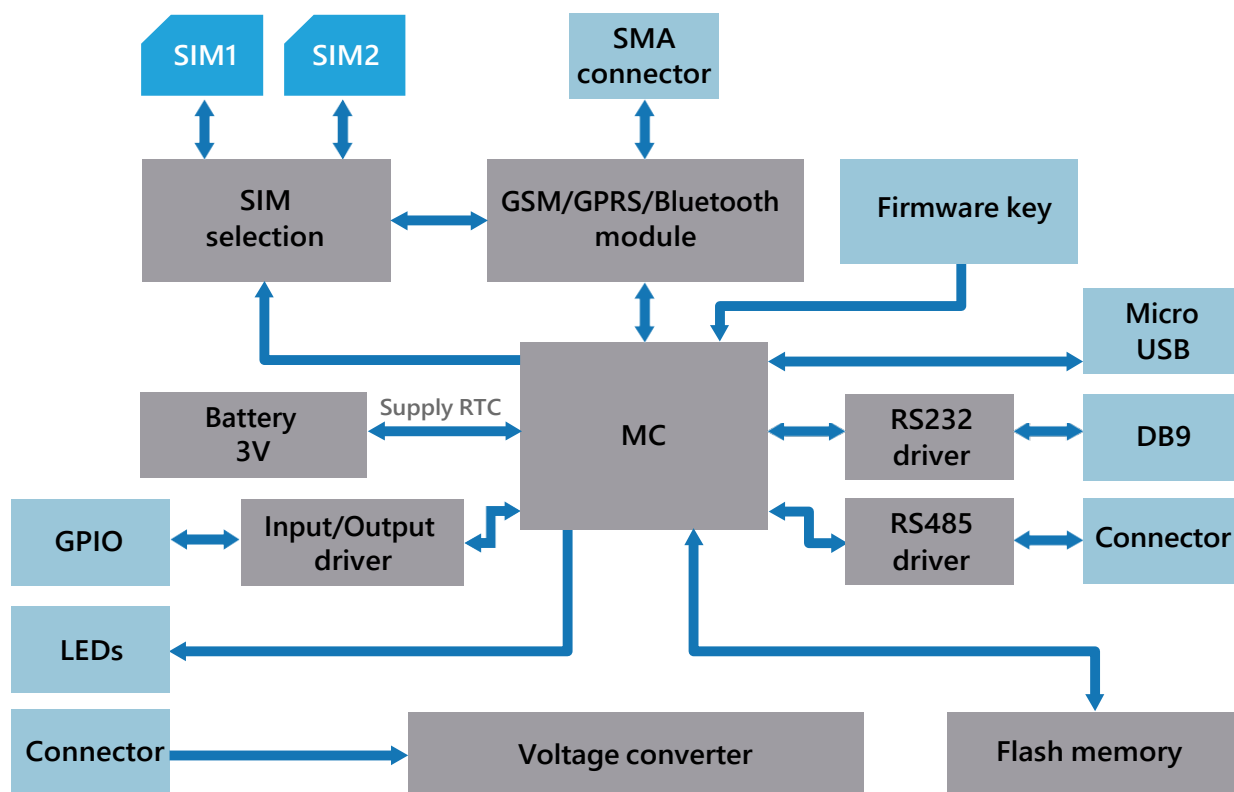 SIM1
SIM2
SMA
connector
SIM
selection
GSM/GPRS/Bluetooth
module
Firmware key
Micro
USB
Battery
3V
Supply RTC
MC
RS232
driver
DB9
GPIO
Input/Output
driver
RS485
driver
Connector
LEDs
Connector
Voltage converter
Flash memory